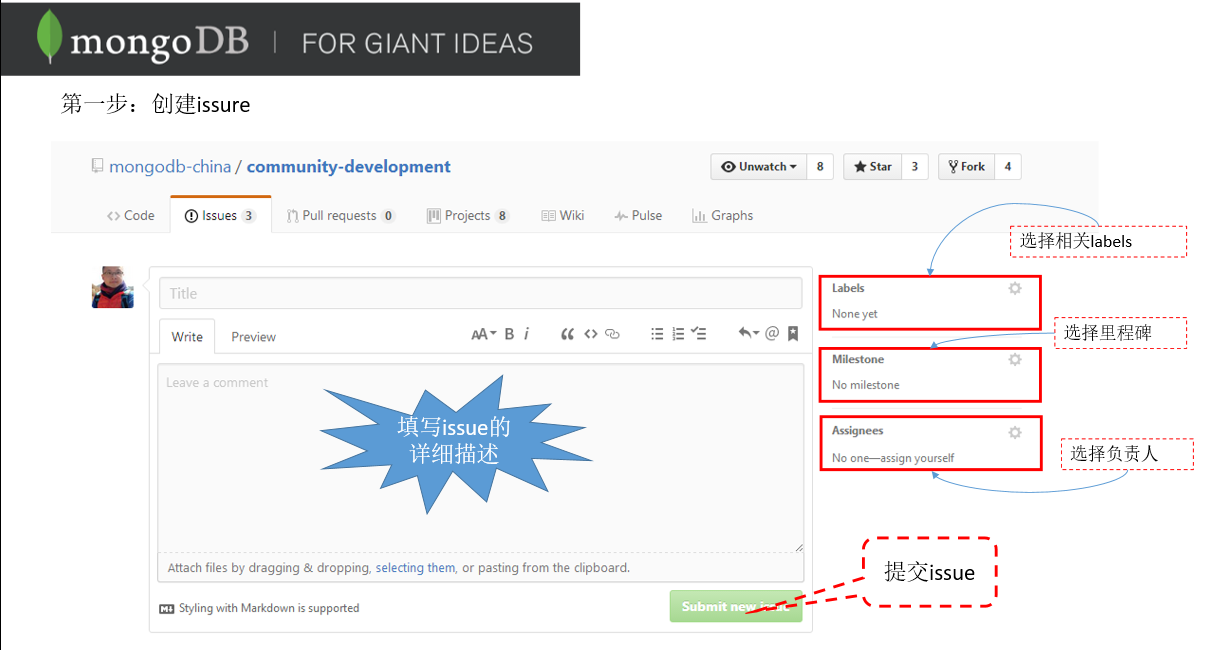 mongoDB | FOR GIANT IDEAS
第一步：创建issure
mongodb-china / community-development
Unwatch 8
Star 3
Fork 4
Code
Issues 3
Pull requests 0
Projects 8
Wiki
Pulse
Graphs
选择相关labels
Title
Labels
None yet
Write
Preview
AA
B
i
@
选择里程碑
Milestone
No milestone
Leave a comment
填写issue的
详细描述
Assignees
No one—assign yourself
选择负责人
Attach files by dragging & dropping, selecting them, or pasting from the clipboard.
提交issue
Styling with Markdown is supported
Submit new